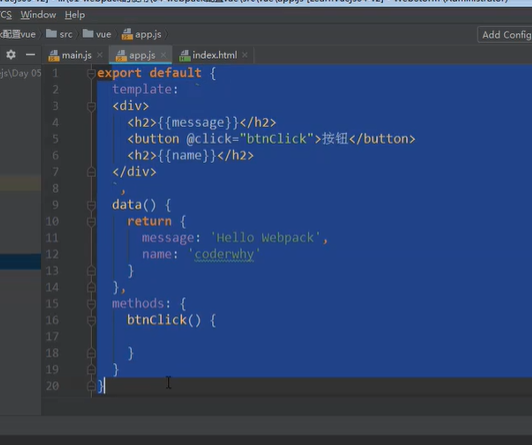 CS Window Help
配置vue src vue app.js
Add Config
main.js app.js index.html
js\Day 05
1 export default {
2 template: `
3 <div>
4 <h2>{{message}}</h2>
5 <button @click="btnClick">按钮</button>
6 <h2>{{name}}</h2>
7 </div>
8 `,
9 data() {
10 return {
11 message: 'Hello Webpack',
12 name: 'coderwhy'
13 }
14 },
15 methods: {
16 btnClick() {
17
18 }
19 }
20 }